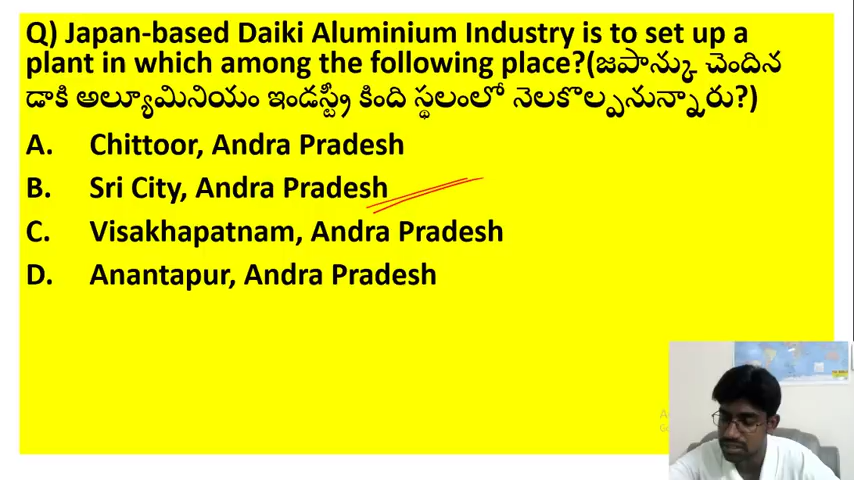 Q) Japan-based Daiki Aluminium Industry is to set up a
plant in which among the following place?(జపాన్కు చెందిన
డాకి అల్యూమినియం ఇండస్ట్రీ కింది స్థలంలో నెలకొల్పనున్నారు?)
A. Chittoor, Andra Pradesh
B. Sri City, Andra Pradesh
C. Visakhapatnam, Andra Pradesh
D. Anantapur, Andra Pradesh